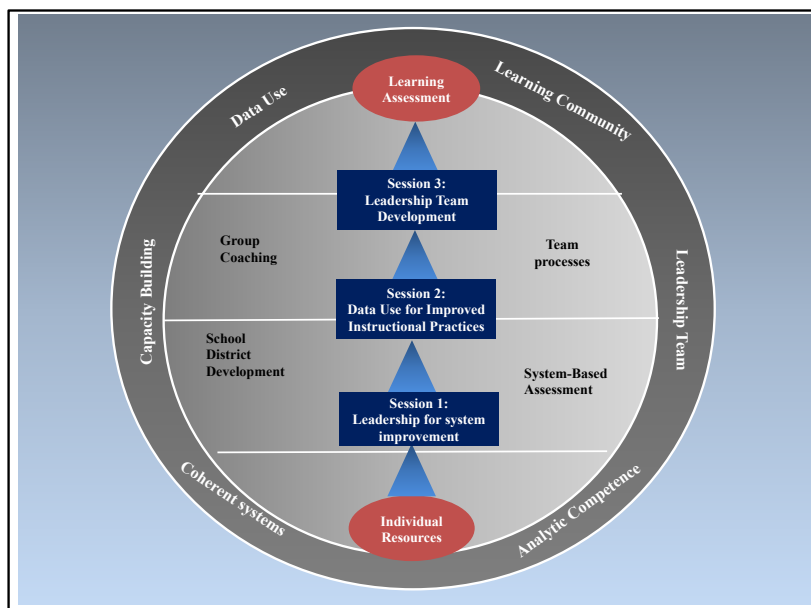 Learning
Assessment
Data Use
Learning Community
Session 3:
Leadership Team
Development
Group
Coaching
Team
processes
Capacity Building
Leadership Team
Session 2:
Data Use for Improved
Instructional Practices
School
District
Development
System-Based
Assessment
Session 1:
Leadership for system
improvement
Coherent systems
Analytic Competence
Individual
Resources